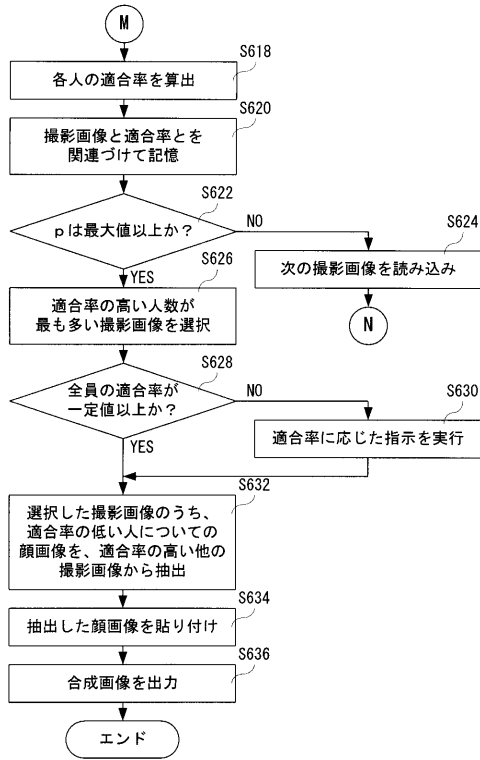 M
S618
各人の適合率を算出
S620
撮影画像と適合率とを
関連づけて記憶
S622
pは最大値以上か?
NO
S624
次の撮影画像を読み込み
N
YES
S626
適合率の高い人数が
最も多い撮影画像を選択
S628
全員の適合率が
一定値以上か?
NO
S630
適合率に応じた指示を実行
YES
S632
選択した撮影画像のうち、
適合率の低い人についての
顔画像を、適合率の高い他の
撮影画像から抽出
S634
抽出した顔画像を貼り付け
S636
合成画像を出力
エンド